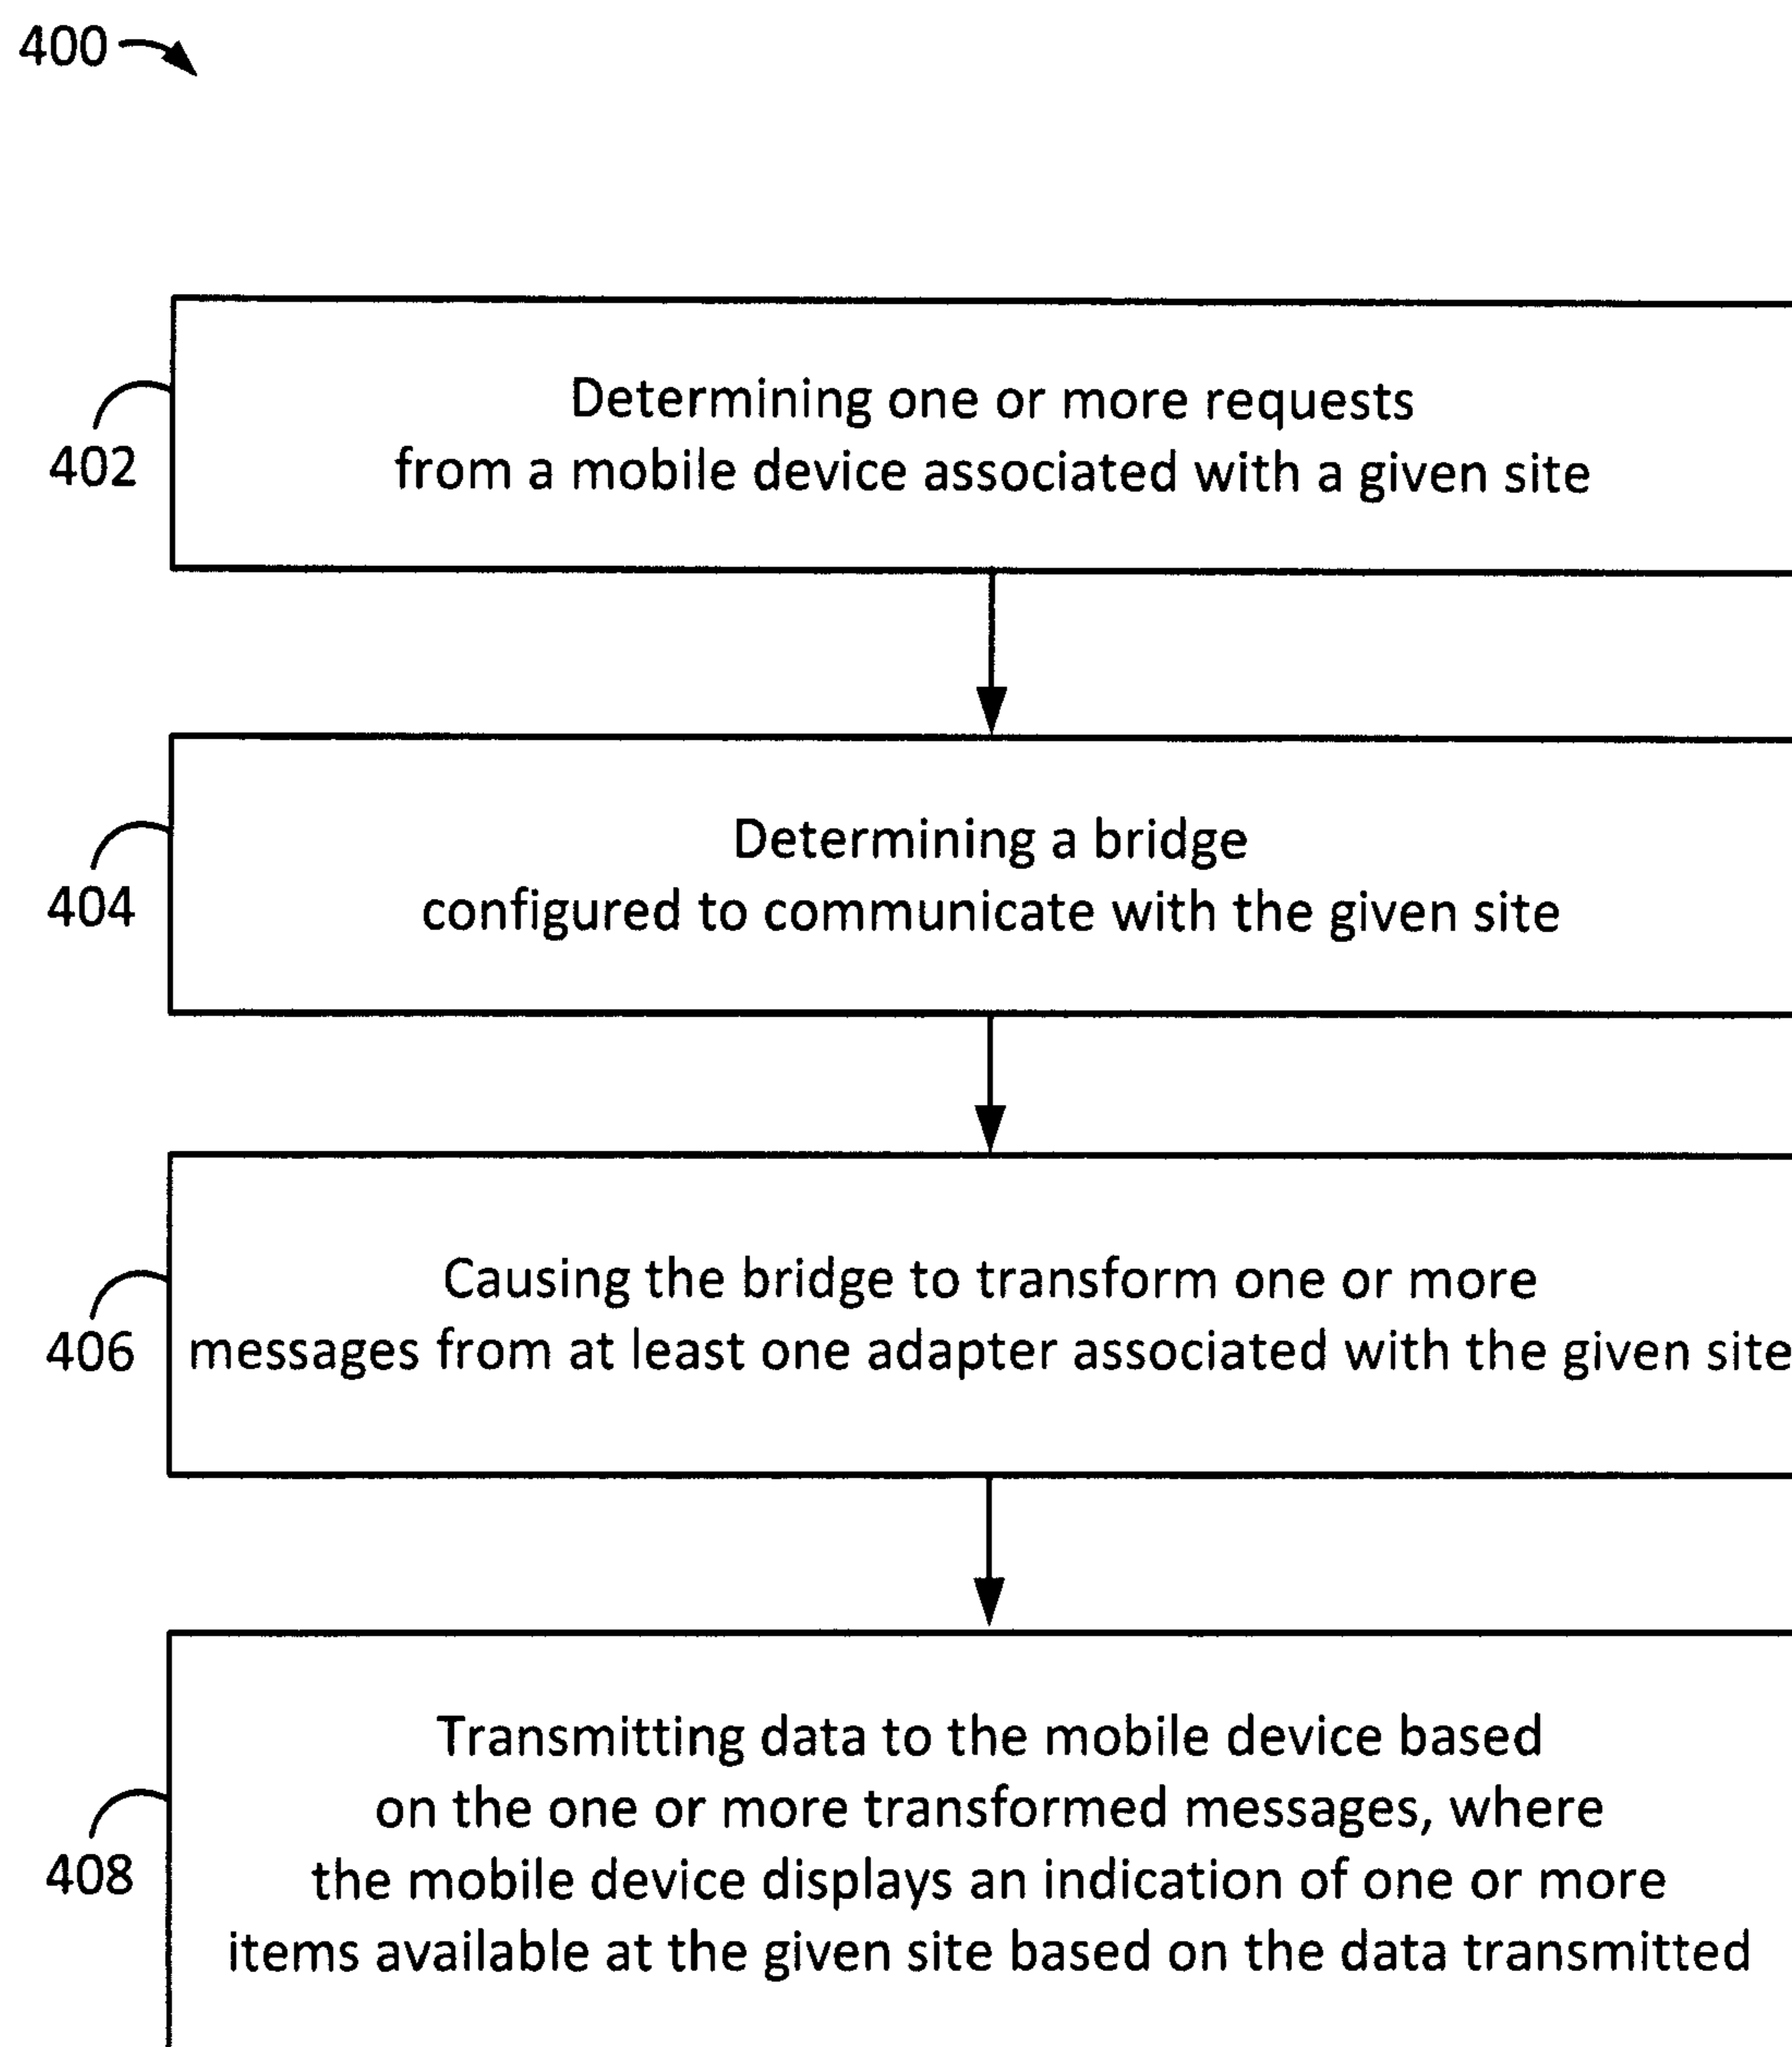 400
402
Determining one or more requests
from a mobile device associated with a given site
404
Determining a bridge
configured to communicate with the given site
406
Causing the bridge to transform one or more
messages from at least one adapter associated with the given site
408
Transmitting data to the mobile device based
on the one or more transformed messages, where
the mobile device displays an indication of one or more
items available at the given site based on the data transmitted